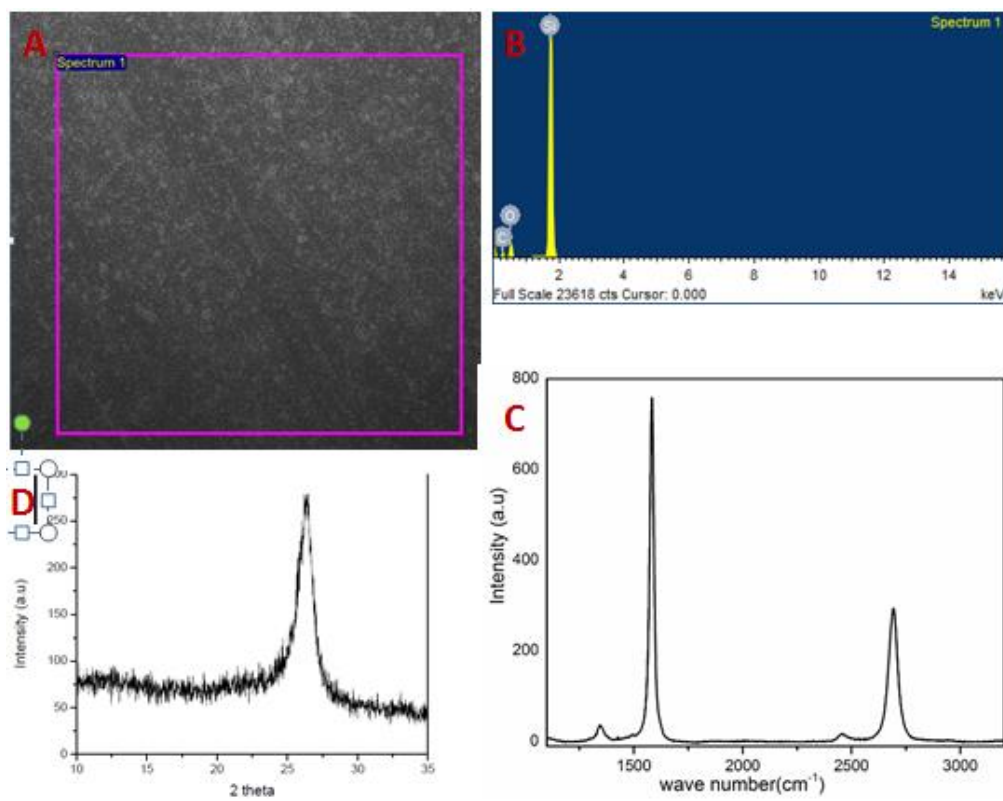 A
Spectrum 1
B
Spectrum 1
Si
O
C
2 4 6 8 10 12 14
Full Scale 23618 cts Cursor: 0.000 keV
C
800
600
400
200
0
Intensity (a.u)
1500 2000 2500 3000
wave number(cm⁻¹)
D
250
200
150
100
50
0
Intensity (a.u)
10 15 20 25 30 35
2 theta